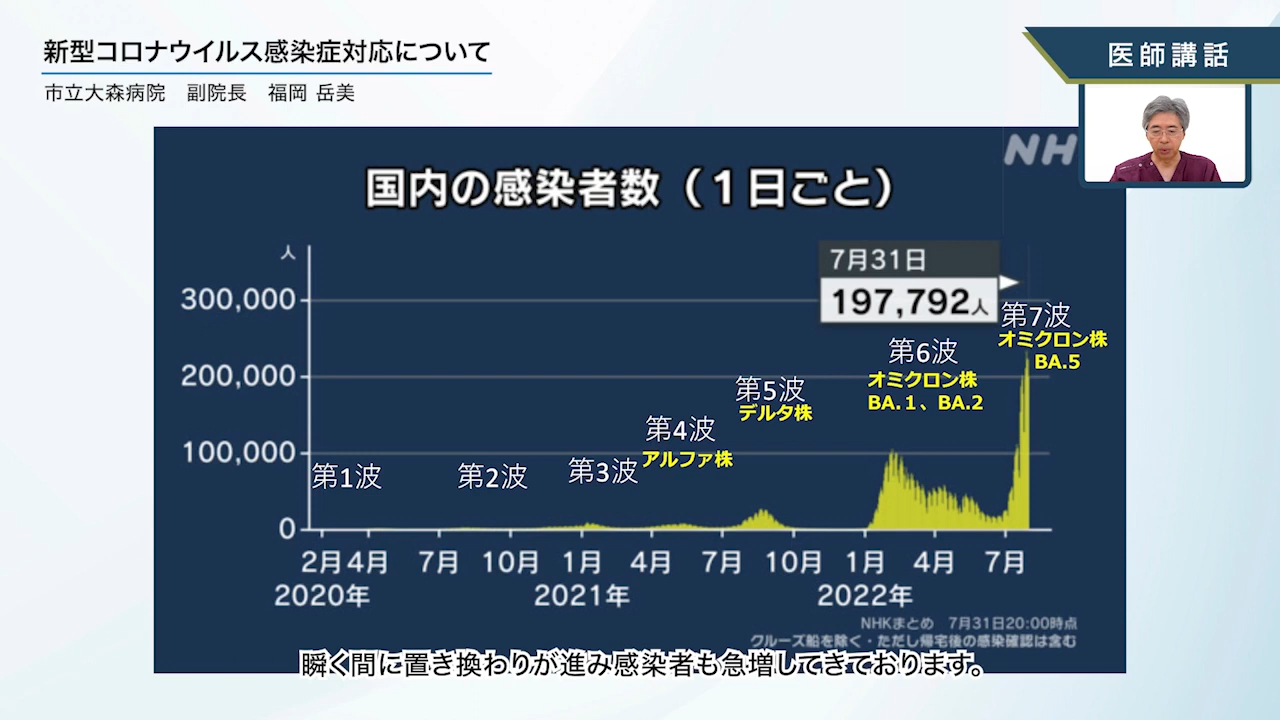 新型コロナウイルス感染症対応について
市立大森病院 副院長 福岡 岳美
医師講話
NH
国内の感染者数（1日ごと）
人
300,000
200,000
100,000
0
7月31日
197,792人
第1波
第2波
第3波
第4波
アルファ株
第5波
デルタ株
第6波
オミクロン株
BA.1、BA.2
第7波
オミクロン株
BA.5
2月 4月 7月 10月 1月 4月 7月 10月 1月 4月 7月
2020年 2021年 2022年
NHKまとめ 7月31日20:00時点
クルーズ船を除く・ただし帰宅後の感染確認は含む
瞬く間に置き換わりが進み感染者も急増してきております。